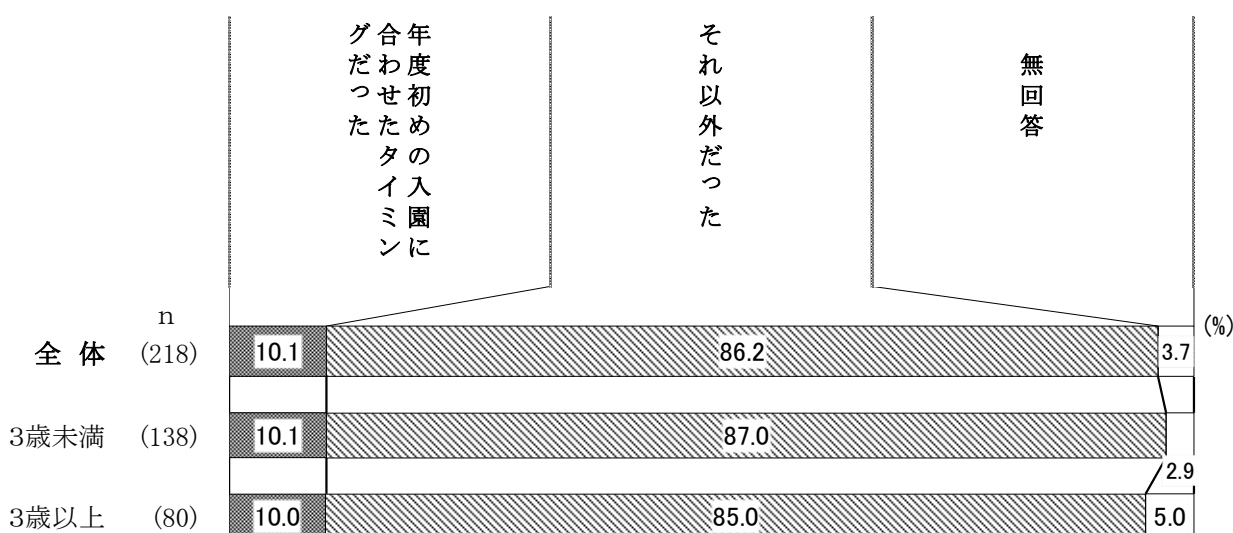 年度初めの入園に
合わせたタイミン
グだった
それ以外だった
無回答
n
(%)
全 体 (218) 10.1 86.2 3.7
3歳未満 (138) 10.1 87.0
2.9
3歳以上 (80) 10.0 85.0 5.0